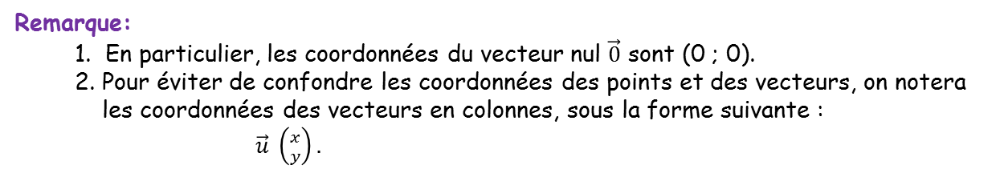 Remarque:
1. En particulier, les coordonnées du vecteur nul $\vec{0}$ sont (0 ; 0).
2. Pour éviter de confondre les coordonnées des points et des vecteurs, on notera
les coordonnées des vecteurs en colonnes, sous la forme suivante :
$\vec{u} \begin{pmatrix} x \\ y \end{pmatrix}$.